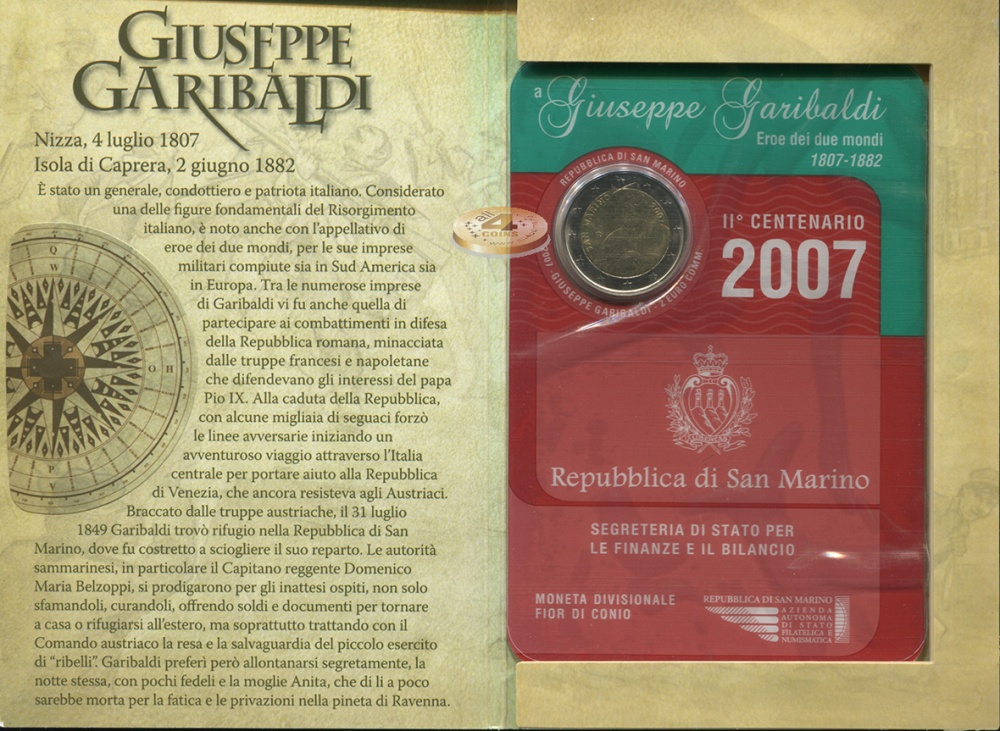 GIUSEPPE
GARIBALDI
Nizza, 4 luglio 1807
Isola di Caprera, 2 giugno 1882
È stato un generale, condottiero e patriota italiano. Considerato
una delle figure fondamentali del Risorgimento
italiano, è noto anche con l'appellativo di
eroe dei due mondi, per le sue imprese
militari compiute sia in Sud America sia
in Europa. Tra le numerose imprese
di Garibaldi vi fu anche quella di
partecipare ai combattimenti in difesa
della Repubblica romana, minacciata
dalle truppe francesi e napoletane
che difendevano gli interessi del papa
Pio IX. Alla caduta della Repubblica,
con alcune migliaia di seguaci forzò
le linee avversarie iniziando un
avventuroso viaggio attraverso l'Italia
centrale per portare aiuto alla Repubblica
di Venezia, che ancora resisteva agli Austriaci.
Braccato dalle truppe austriache, il 31 luglio
1849 Garibaldi trovò rifugio nella Repubblica di San
Marino, dove fu costretto a sciogliere il suo reparto. Le autorità
sammarinesi, in particolare il Capitano reggente Domenico
Maria Belzoppi, si prodigarono per gli inattesi ospiti, non solo
sfamandoli, curandoli, offrendo soldi e documenti per tornare
a casa o rifugiarsi all'estero, ma soprattutto trattando con il
Comando austriaco la resa e la salvaguardia del piccolo esercito
di "ribelli". Garibaldi preferì però allontanarsi segretamente, la
notte stessa, con pochi fedeli e la moglie Anita, che di lì a poco
sarebbe morta per la fatica e le privazioni nella pineta di Ravenna.
Q
W
OH
P
V
all
4
COINS
a Giuseppe Garibaldi
Eroe dei due mondi
1807-1882
REPUBBLICA DI SAN MARINO
SAN MARINO 2007
2007 - GIUSEPPE GARIBALDI - 2 EURO COMM.
II° CENTENARIO
2007
Repubblica di San Marino
SEGRETERIA DI STATO PER
LE FINANZE E IL BILANCIO
MONETA DIVISIONALE
FIOR DI CONIO
REPUBBLICA DI SAN MARINO
AZIENDA
AUTONOMA
DI STATO
FILATELICA E
NUMISMATICA